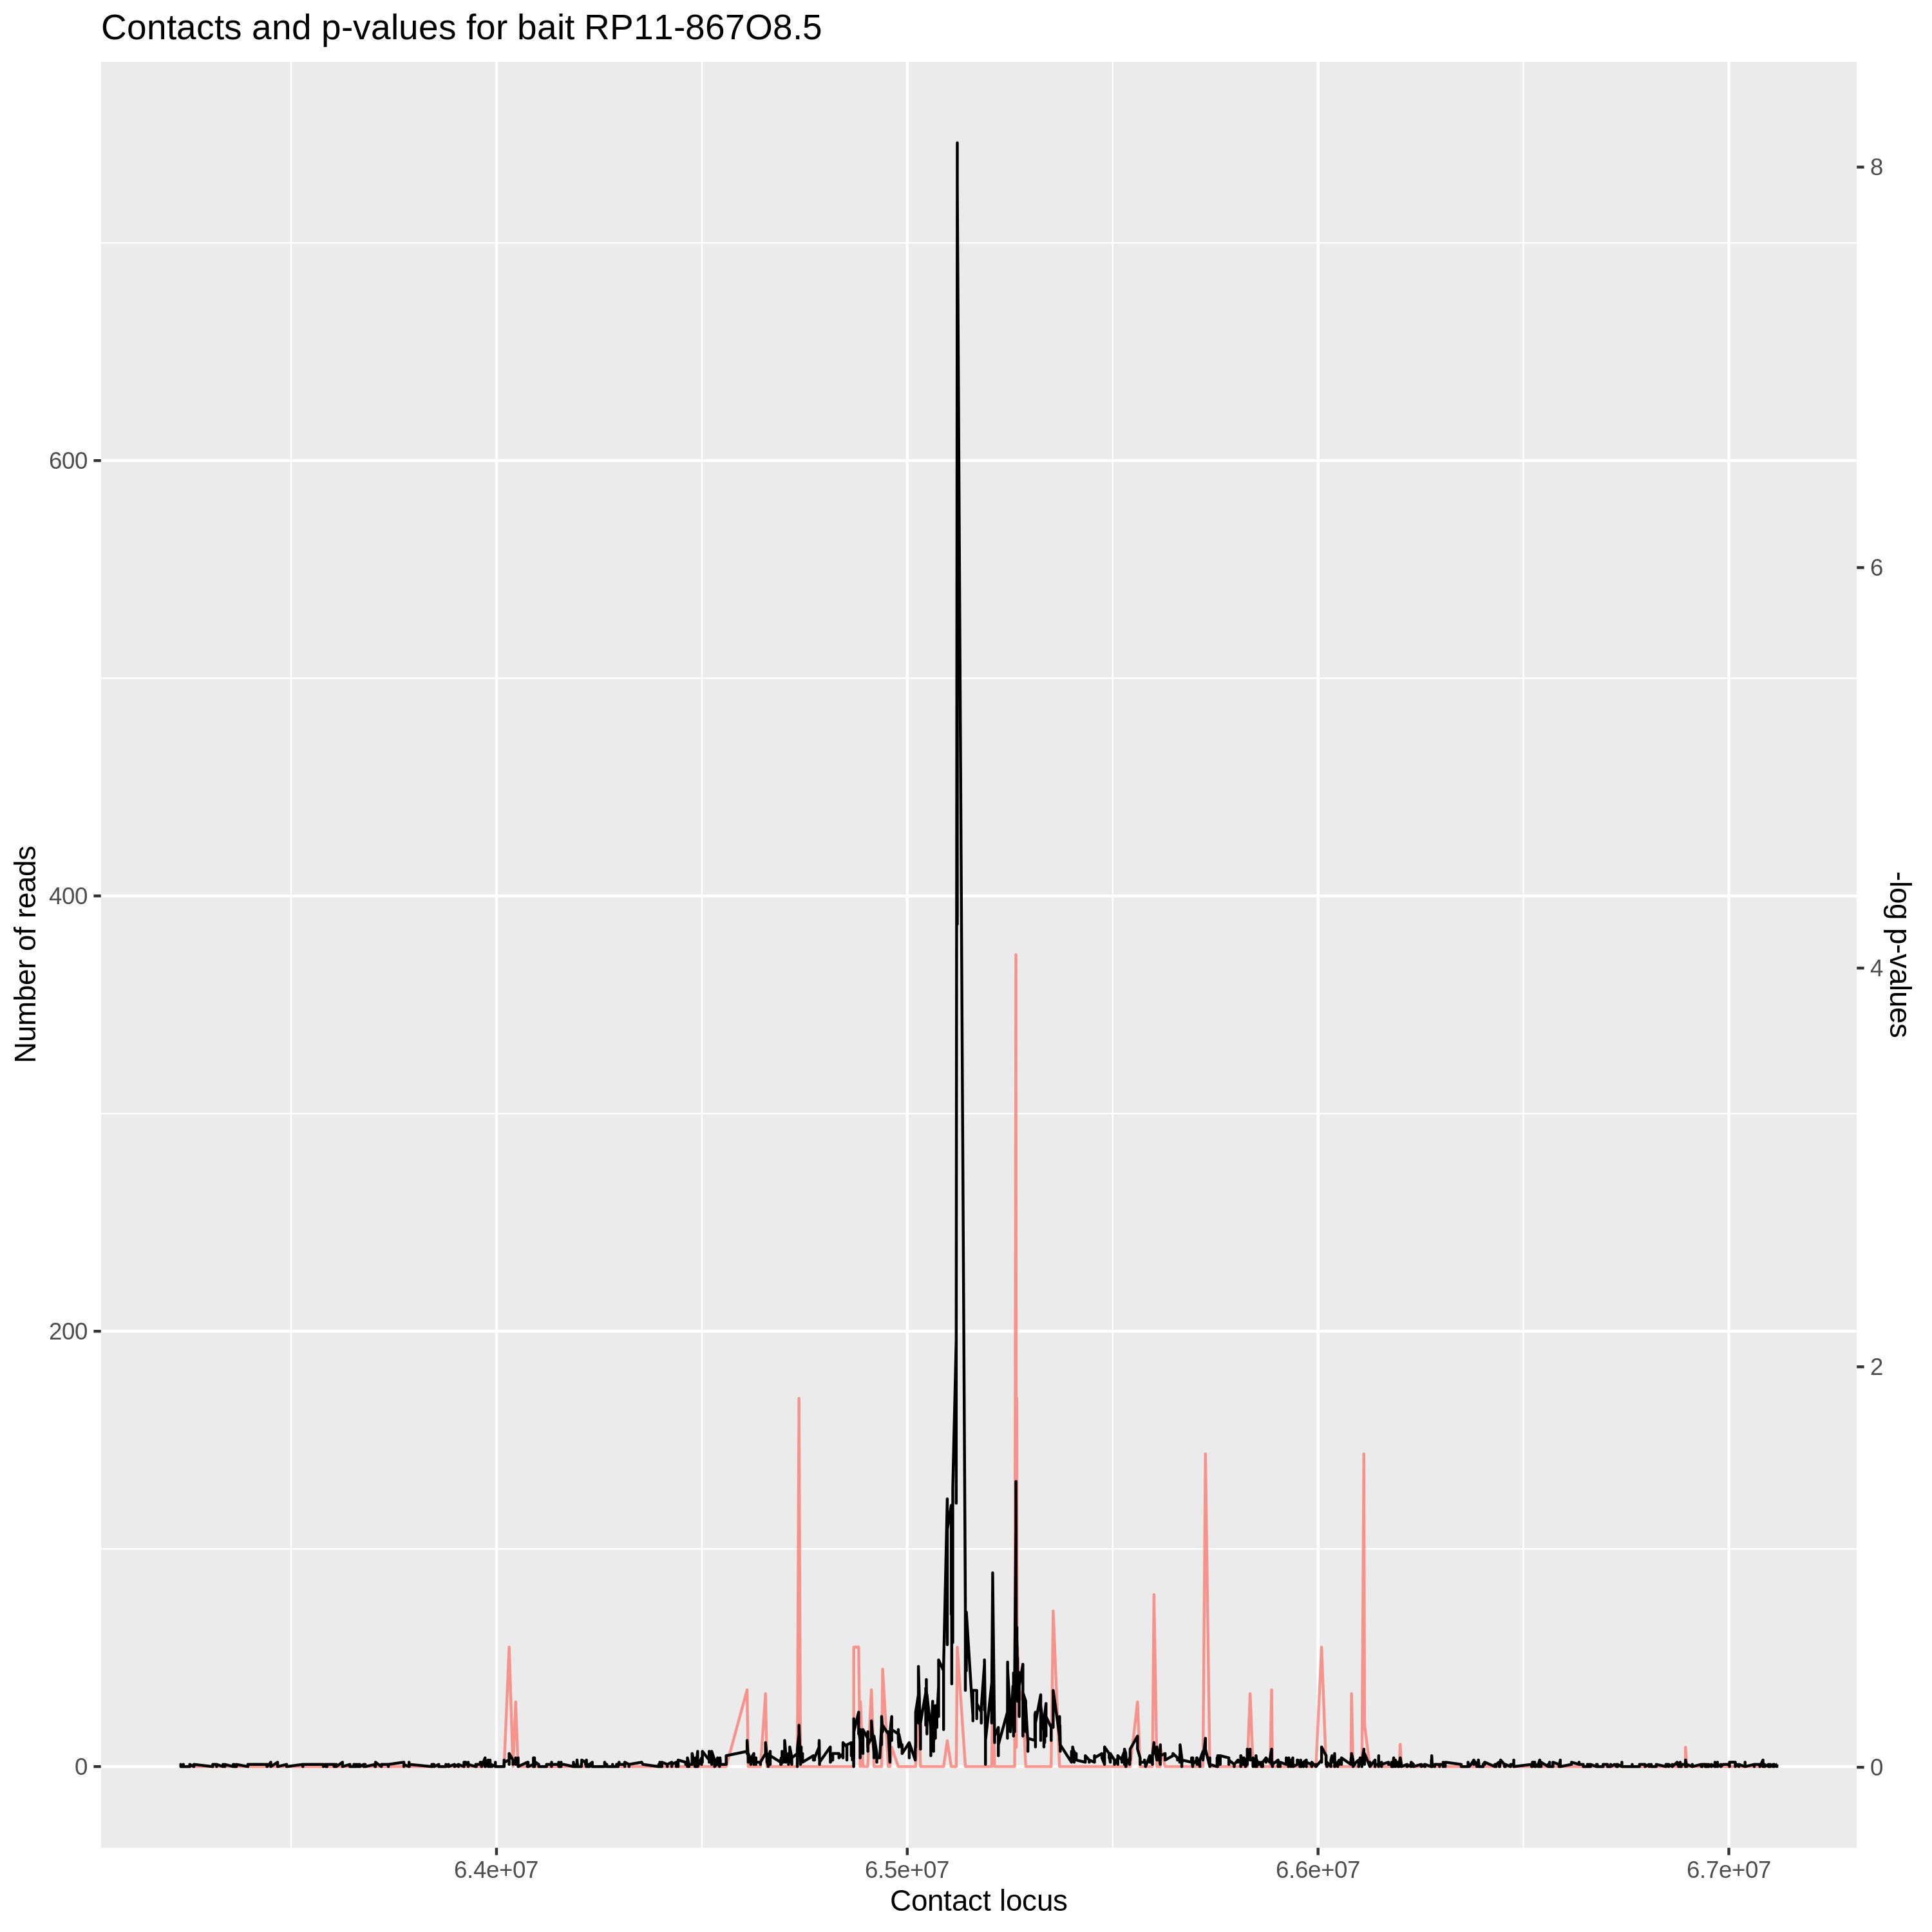 Contacts and p-values for bait RP11-867O8.5
Number of reads
600
400
200
0
8
6
4
2
0
-log p-values
6.4e+07
6.5e+07
6.6e+07
6.7e+07
Contact locus